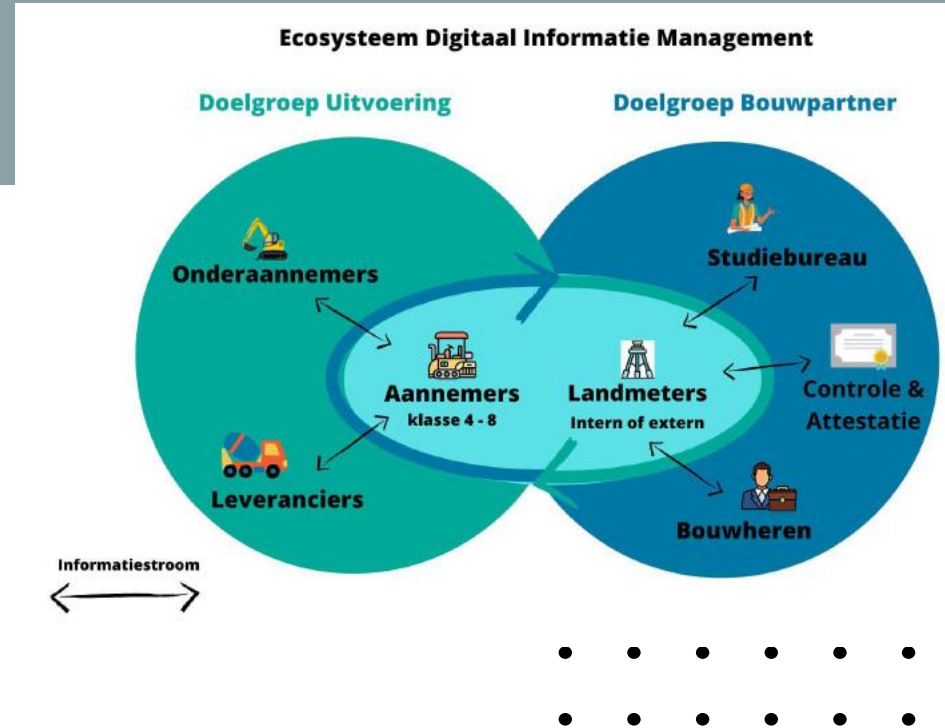 Ecosysteem Digitaal Informatie Management
Doelgroep Uitvoering
Doelgroep Bouwpartner
Onderaannemers
Studiebureau
Aannemers
klasse 4 - 8
Landmeters
Intern of extern
Controle &
Attestatie
Leveranciers
Bouwheren
Informatiestroom